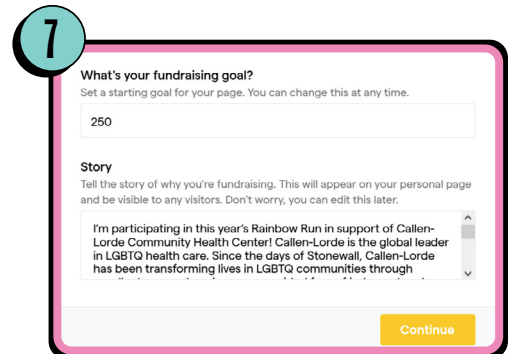 7
What's your fundraising goal?
Set a starting goal for your page. You can change this at any time.
250
Story
Tell the story of why you're fundraising. This will appear on your personal page
and be visible to any visitors. Don't worry, you can edit this later.
I'm participating in this year's Rainbow Run in support of Callen-
Lorde Community Health Center! Callen-Lorde is the global leader
in LGBTQ health care. Since the days of Stonewall, Callen-Lorde
has been transforming lives in LGBTQ communities through
Continue